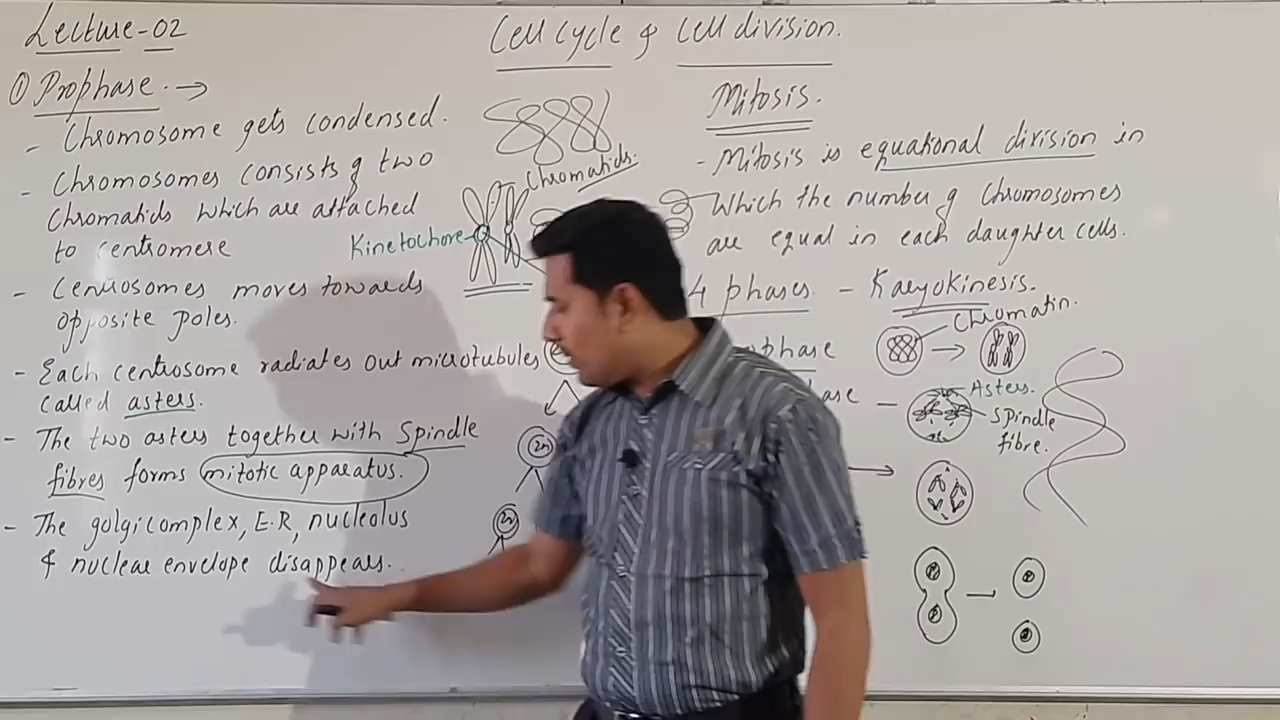 Lecture-02
Cell cycle & Cell division.
① Prophase. →
- Chromosome gets condensed.
- Chromosomes consists of two
Chromatids which are attached
to centromere
- Centrosomes moves towards
opposite poles.
- Each centrosome radiates out microtubules
called asters.
- The two asters together with Spindle
fibres forms mitotic apparatus.
- The golgicomplex, E.R, nucleolus
& nuclear envelope disappears.
Chromatids.
Kinetochore
2n
2n
Mitosis.
- Mitosis is equational division in
Which the number of Chromosomes
are equal in each daughter cells.
4 phases. - Karyokinesis.
Chromatin.
Asters.
Spindle
fibre.